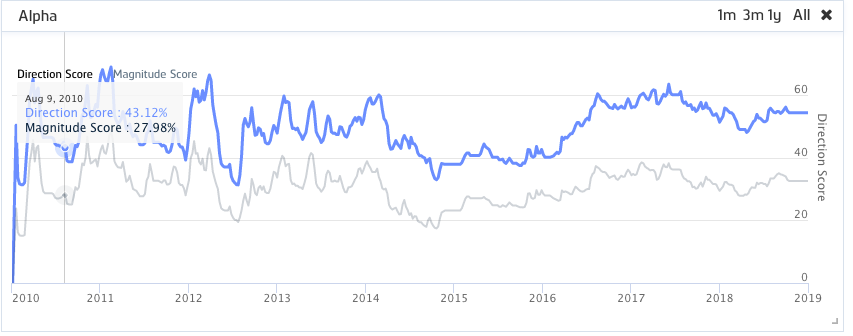 Alpha
1m 3m 1y All ✖
Direction Score Magnitude Score
Aug 9, 2010
Direction Score : 43.12%
Magnitude Score : 27.98%
60
40
20
0
Direction Score
2010 2011 2012 2013 2014 2015 2016 2017 2018 2019